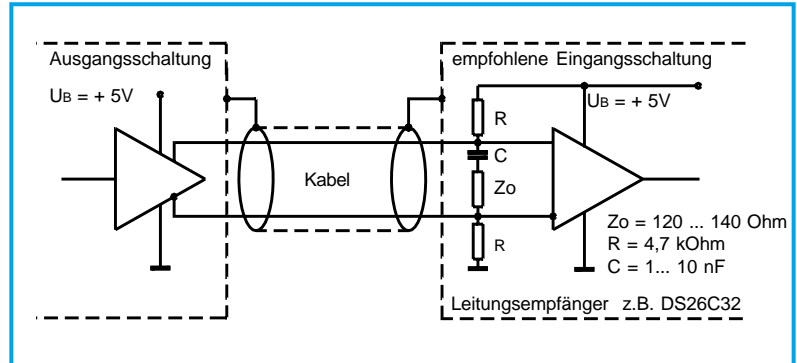 Ausgangsschaltung
UB = + 5V
Kabel
empfohlene Eingangsschaltung
UB = + 5V
R
C
Zo
R
Zo = 120 ... 140 Ohm
R = 4,7 kOhm
C = 1... 10 nF
Leitungsempfänger z.B. DS26C32